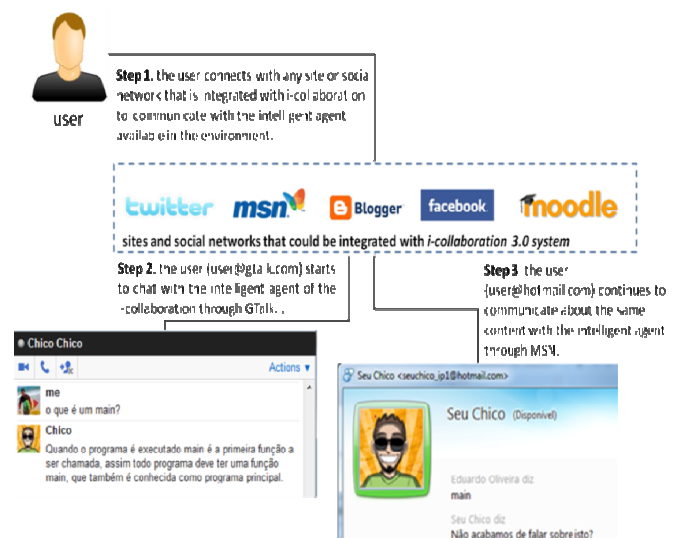 user
Step 1. the user connects with any site or social
network that is integrated with i-collaboration
to communicate with the intelligent agent
available in the environment.
twitter msn Blogger facebook moodle
sites and social networks that could be integrated with i-collaboration 3.0 system
Step 2. the user (user@gtalk.com) starts
to chat with the intelligent agent of the
i-collaboration through GTalk. .
Step 3 the user
(user@hotmail.com) continues to
communicate about the same
content with the intelligent agent
through MSN.
Chico Chico
Actions
me
o que é um main?
Chico
Quando o programa é executado main é a primeira função a
ser chamada, assim todo programa deve ter uma função
main, que também é conhecida como programa principal.
Seu Chico <seuchico_ip1@hotmail.com>
Seu Chico (Disponível)
Eduardo Oliveira diz
main
Seu Chico diz
Não acabamos de falar sobre isto?